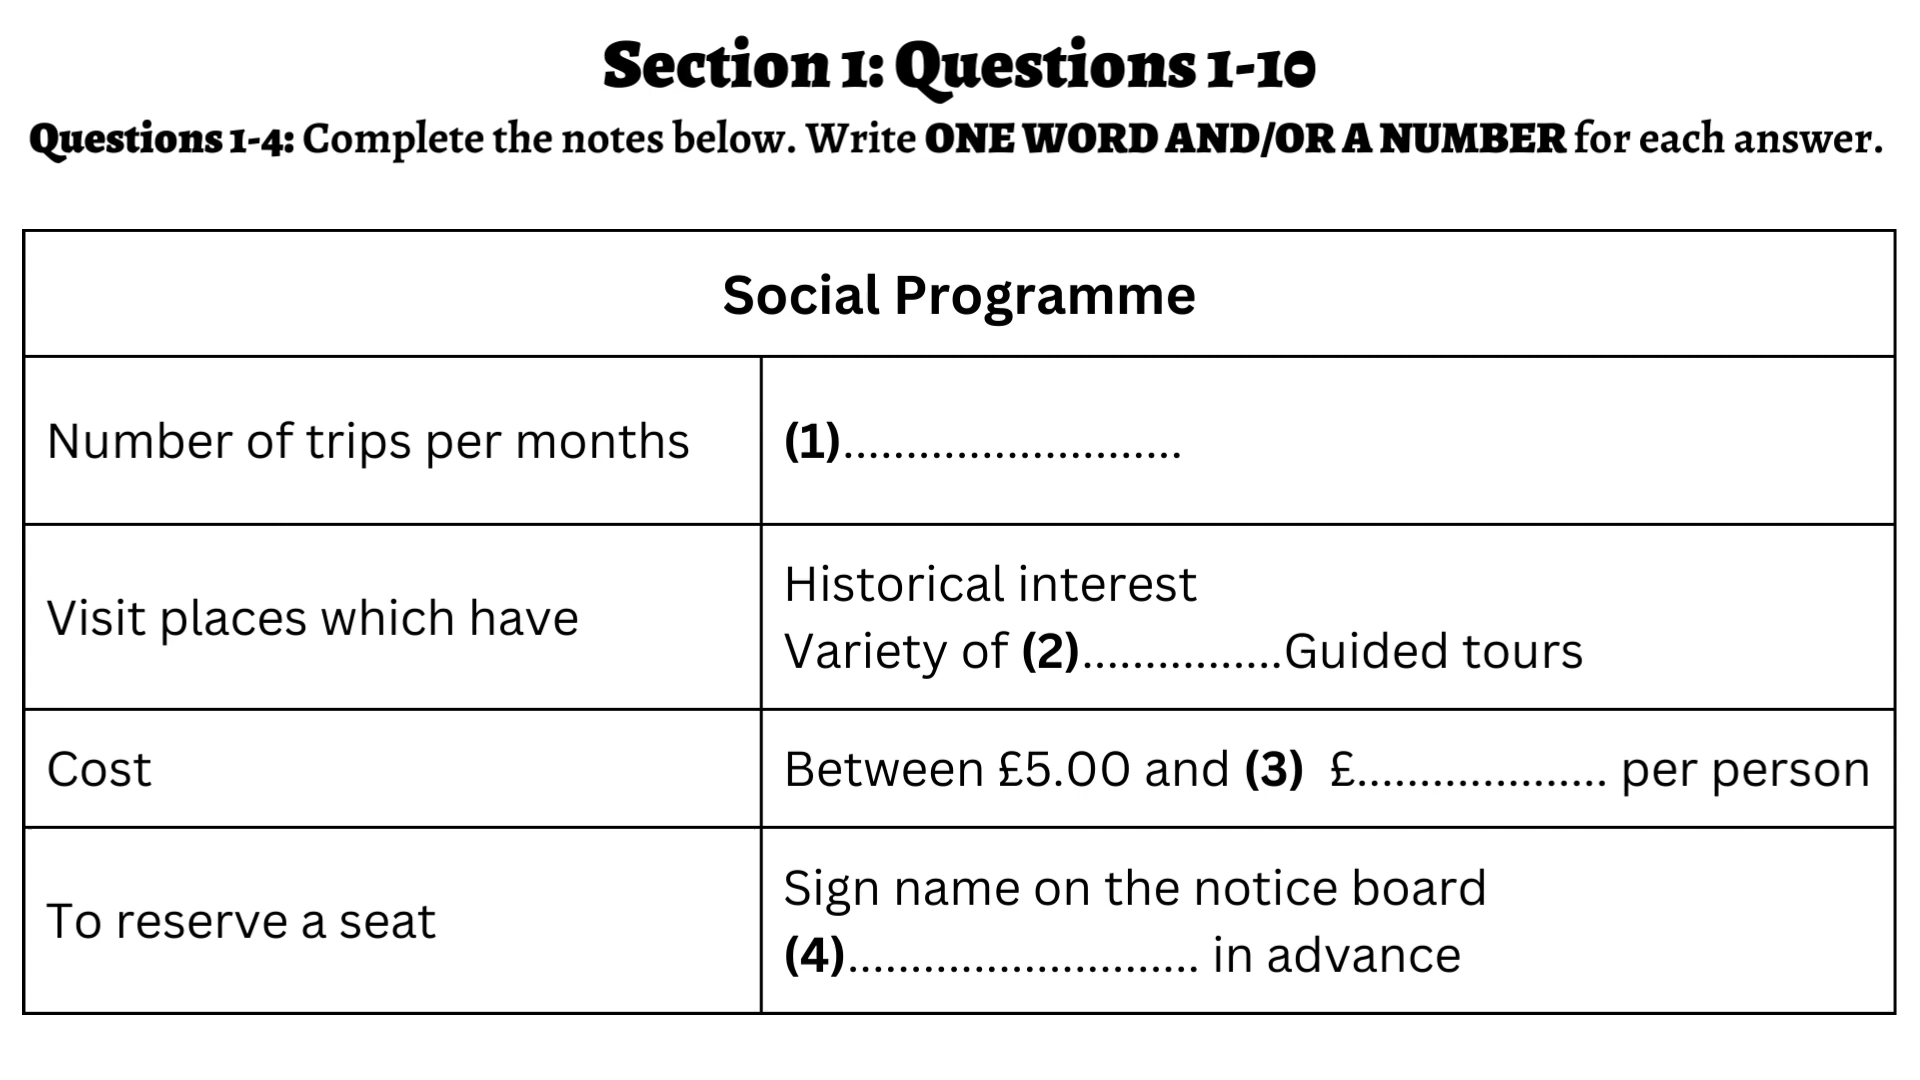 Section 1: Questions 1-10
Questions 1-4: Complete the notes below. Write ONE WORD AND/OR A NUMBER for each answer.
Social Programme
Number of trips per months
(1)...........................
Visit places which have
Historical interest
Variety of (2)................Guided tours
Cost
Between £5.00 and (3) £.................... per person
To reserve a seat
Sign name on the notice board
(4)............................ in advance